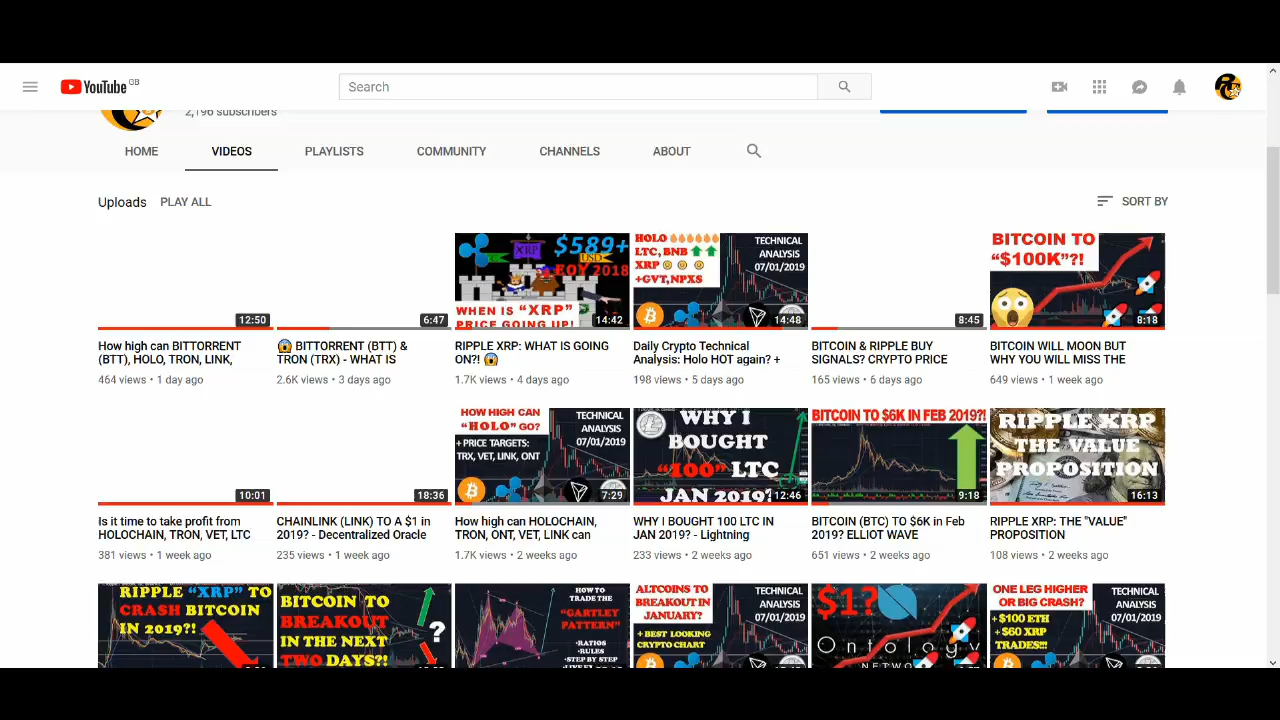 YouTube GB
Search
2,196 subscribers
HOME VIDEOS PLAYLISTS COMMUNITY CHANNELS ABOUT
Uploads PLAY ALL SORT BY
12:50
How high can BITTORRENT
(BTT), HOLO, TRON, LINK,
464 views • 1 day ago
6:47
😱 BITTORRENT (BTT) &
TRON (TRX) - WHAT IS
2.6K views • 3 days ago
XRP
$589+
USD
EOY 2018
WHEN IS "XRP"
PRICE GOING UP!
14:42
RIPPLE XRP: WHAT IS GOING
ON?! 😱
1.7K views • 4 days ago
HOLO 🔥🔥🔥🔥🔥🔥
LTC, BNB
XRP
+GVT,NPXS
TECHNICAL
ANALYSIS
07/01/2019
14:48
Daily Crypto Technical
Analysis: Holo HOT again? +
198 views • 5 days ago
8:45
BITCOIN & RIPPLE BUY
SIGNALS? CRYPTO PRICE
165 views • 6 days ago
BITCOIN TO
"$100K"?!
8:18
BITCOIN WILL MOON BUT
WHY YOU WILL MISS THE
649 views • 1 week ago
10:01
Is it time to take profit from
HOLOCHAIN, TRON, VET, LTC
381 views • 1 week ago
18:36
CHAINLINK (LINK) TO A $1 in
2019? - Decentralized Oracle
235 views • 1 week ago
HOW HIGH CAN
"HOLO" GO?
+ PRICE TARGETS:
TRX, VET, LINK, ONT
TECHNICAL
ANALYSIS
07/01/2019
7:29
How high can HOLOCHAIN,
TRON, ONT, VET, LINK can
1.7K views • 2 weeks ago
WHY I
BOUGHT
"100" LTC
JAN 2019?
12:46
WHY I BOUGHT 100 LTC IN
JAN 2019? - Lightning
233 views • 2 weeks ago
BITCOIN TO $6K IN FEB 2019?!
9:18
BITCOIN (BTC) TO $6K in Feb
2019? ELLIOT WAVE
651 views • 2 weeks ago
RIPPLE XRP
THE VALUE
PROPOSITION
16:13
RIPPLE XRP: THE "VALUE"
PROPOSITION
108 views • 2 weeks ago
RIPPLE "XRP" TO
CRASH BITCOIN
IN 2019?!
BITCOIN TO
BREAKOUT
IN THE NEXT
TWO DAYS?!
?
HOW TO
TRADE THE
"GARTLEY
PATTERN"
•RATIOS
•RULES
•STEP BY STEP
ALTCOINS TO
BREAKOUT IN
JANUARY?
+ BEST LOOKING
CRYPTO CHART
TECHNICAL
ANALYSIS
07/01/2019
$1?
Ontology
NETWORK
ONE LEG HIGHER
OR BIG CRASH?
+ $100 ETH
+ $60 XRP
TRADES!!!
TECHNICAL
ANALYSIS
07/01/2019